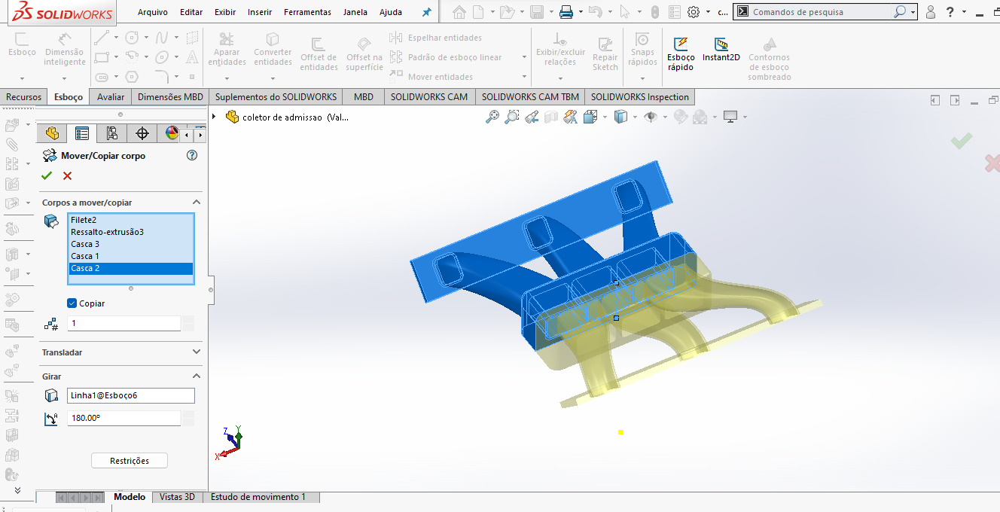 SOLIDWORKS Arquivo Editar Exibir Inserir Ferramentas Janela Ajuda c... Comandos de pesquisa ?
Esboço Dimensão inteligente Aparar entidades Converter entidades Offset de entidades Offset na superfície Espelhar entidades Padrão de esboço linear Mover entidades Exibir/excluir relações Repair Sketch Snaps rápidos Esboço rápido Instant2D Contornos de esboço sombreado
Recursos Esboço Avaliar Dimensões MBD Suplementos do SOLIDWORKS MBD SOLIDWORKS CAM SOLIDWORKS CAM TBM SOLIDWORKS Inspection
coletor de admissao (Val...
Mover/Copiar corpo ?
Corpos a mover/copiar
Filete2
Ressalto-extrusão3
Casca 3
Casca 1
Casca 2
Copiar
1
Transladar
Girar
Linha1@Esboço6
180.00º
Restrições
Z Y
X
Modelo Vistas 3D Estudo de movimento 1